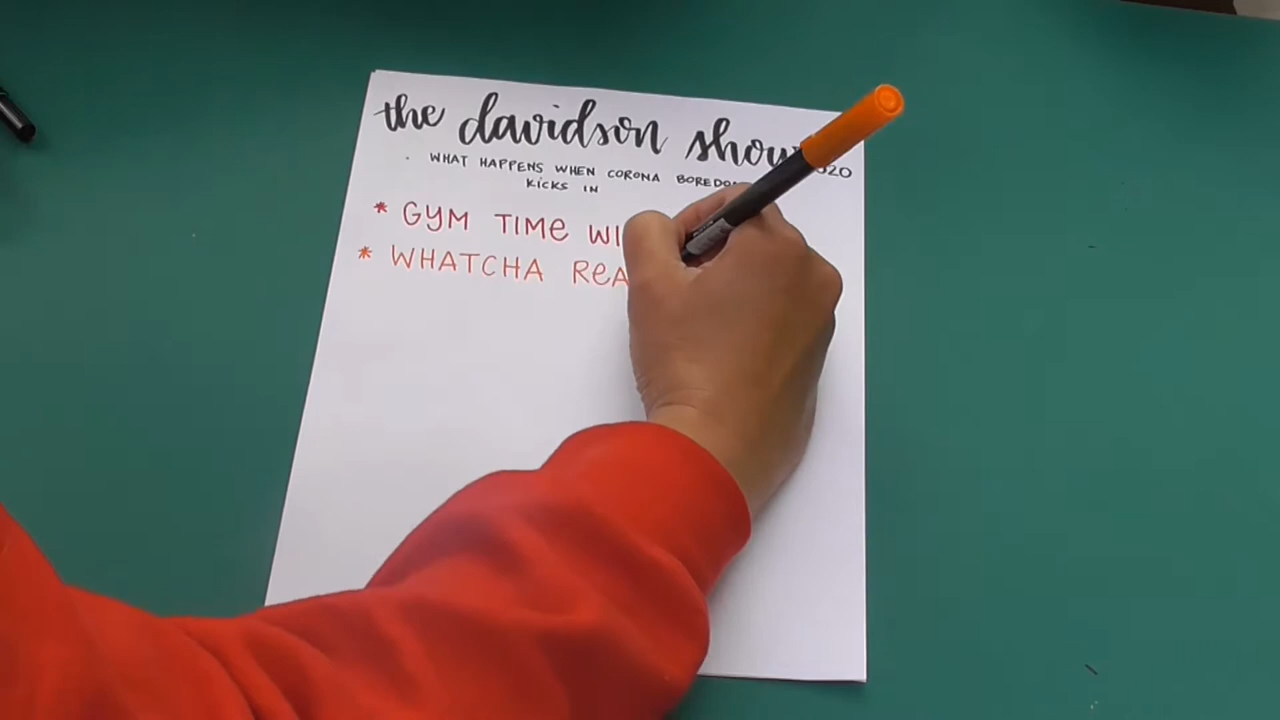 the davidson show
WHAT HAPPENS WHEN CORONA
KICKS IN
* GYM TIME
* WHATCHA